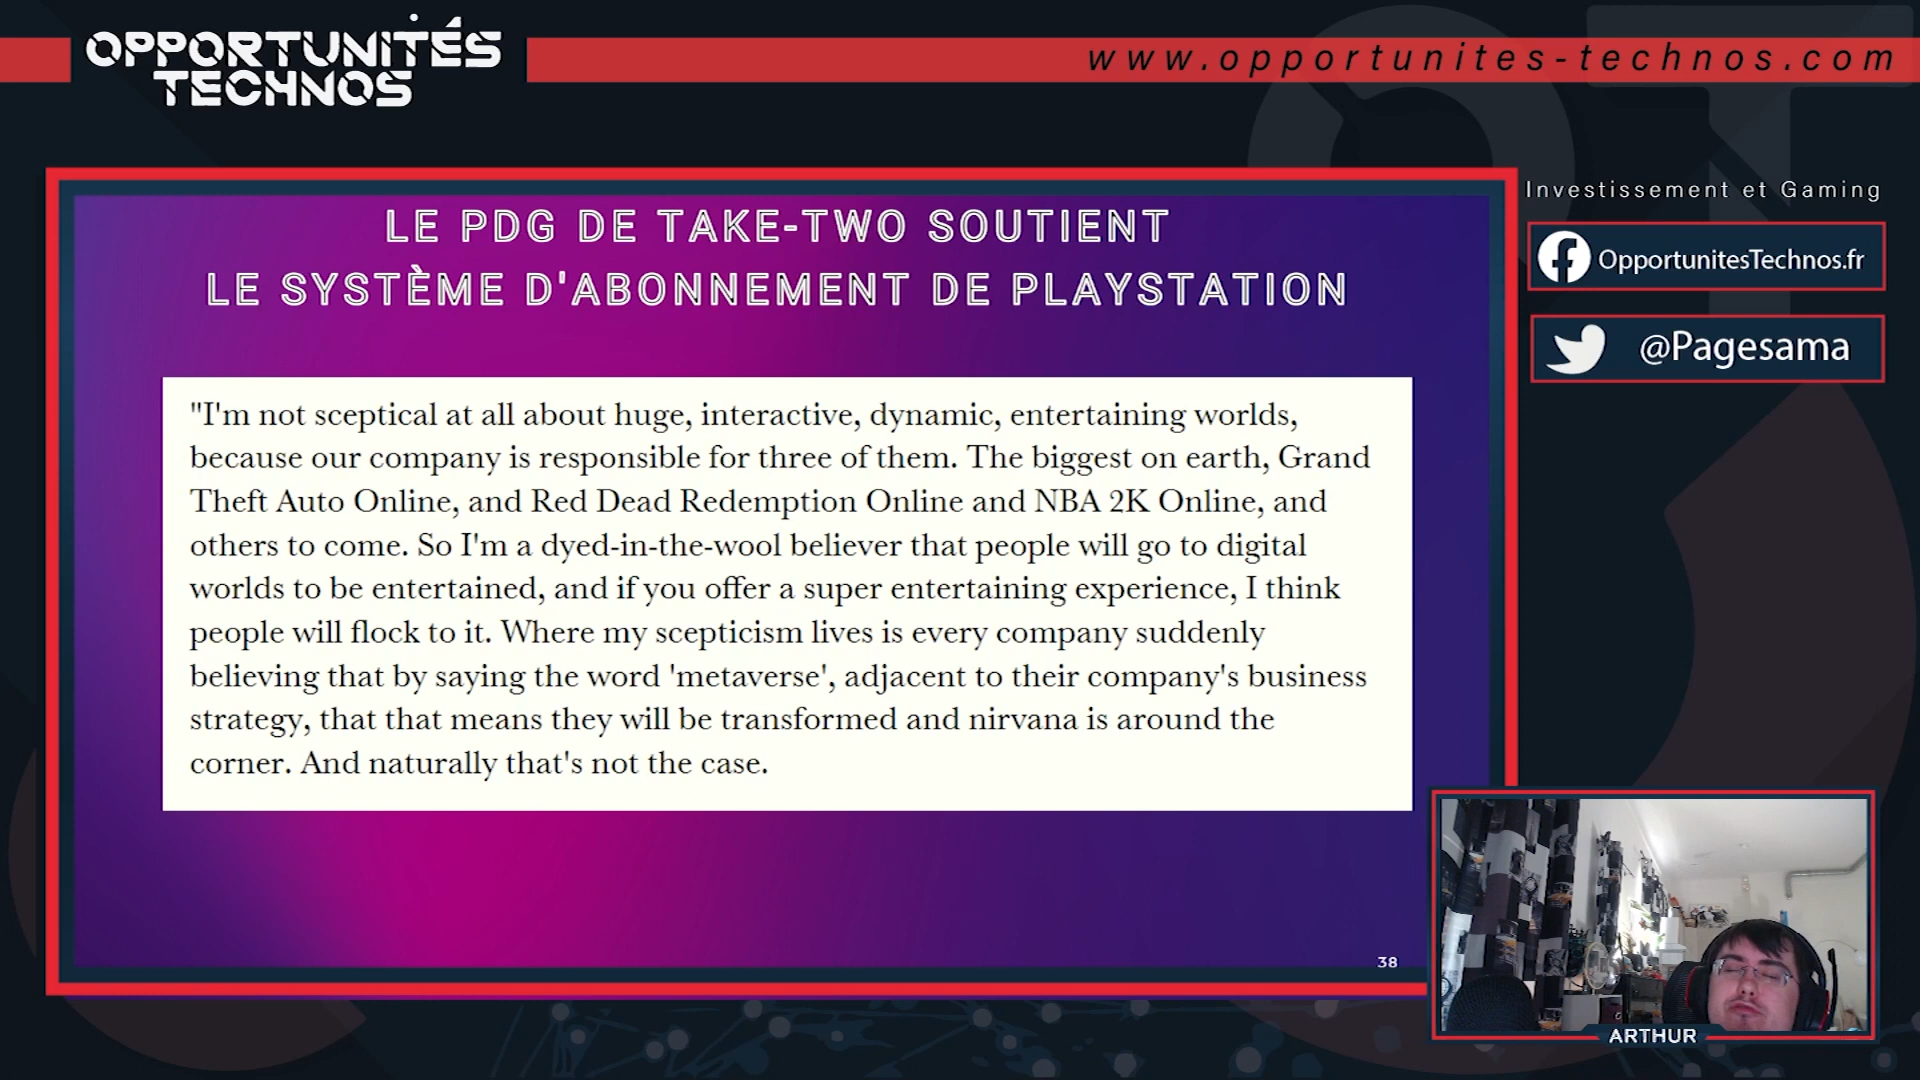 OPPORTUNITÉS
TECHNOS
www.opportunites-technos.com
LE PDG DE TAKE-TWO SOUTIENT
LE SYSTÈME D'ABONNEMENT DE PLAYSTATION
"I'm not sceptical at all about huge, interactive, dynamic, entertaining worlds,
because our company is responsible for three of them. The biggest on earth, Grand
Theft Auto Online, and Red Dead Redemption Online and NBA 2K Online, and
others to come. So I'm a dyed-in-the-wool believer that people will go to digital
worlds to be entertained, and if you offer a super entertaining experience, I think
people will flock to it. Where my scepticism lives is every company suddenly
believing that by saying the word 'metaverse', adjacent to their company's business
strategy, that that means they will be transformed and nirvana is around the
corner. And naturally that's not the case.
38
Investissement et Gaming
OpportunitesTechnos.fr
@Pagesama
ARTHUR